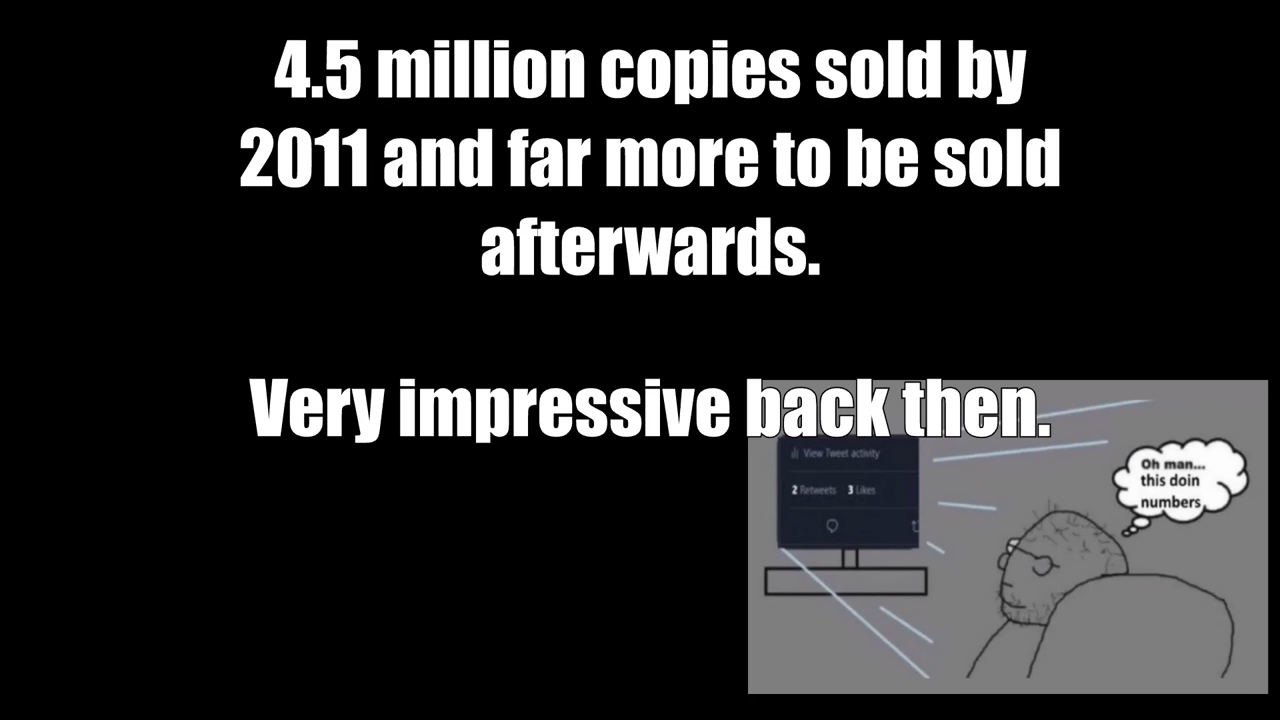 4.5 million copies sold by
2011 and far more to be sold
afterwards.
Very impressive back then.
View Tweet activity
2 Retweets 3 Likes
Oh man...
this doin
numbers